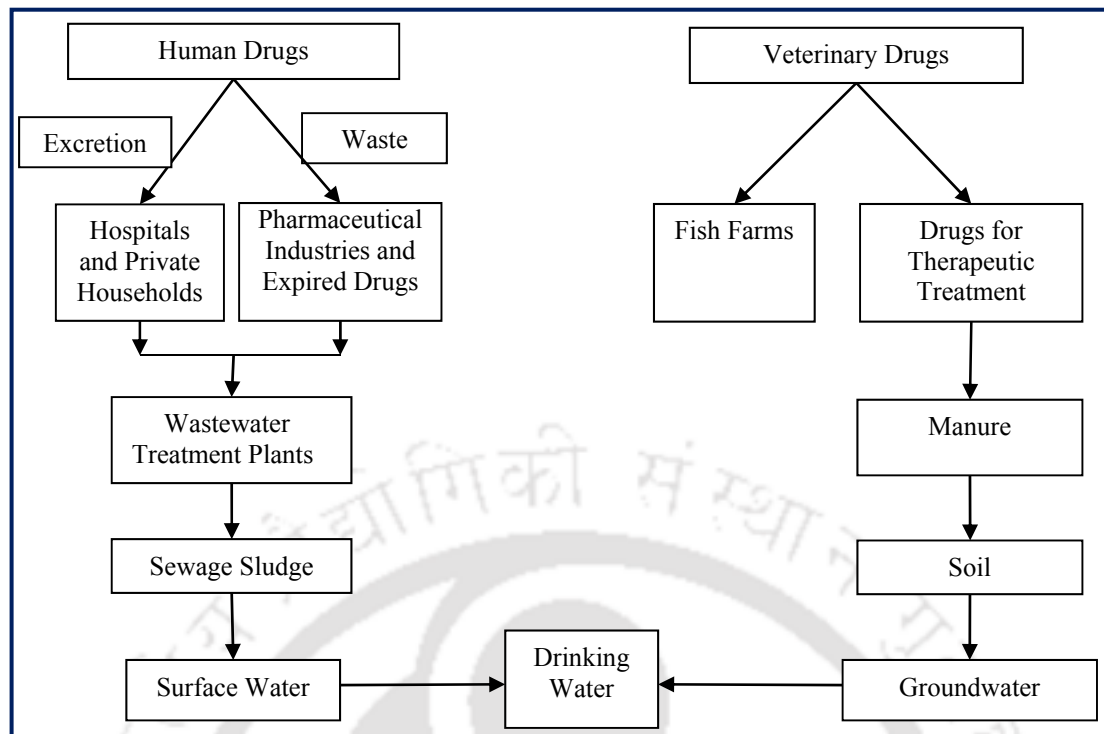 Human Drugs
Veterinary Drugs
Excretion
Waste
Hospitals
and Private
Households
Pharmaceutical
Industries and
Expired Drugs
Fish Farms
Drugs for
Therapeutic
Treatment
Wastewater
Treatment Plants
Manure
Sewage Sludge
Soil
Surface Water
Drinking
Water
Groundwater